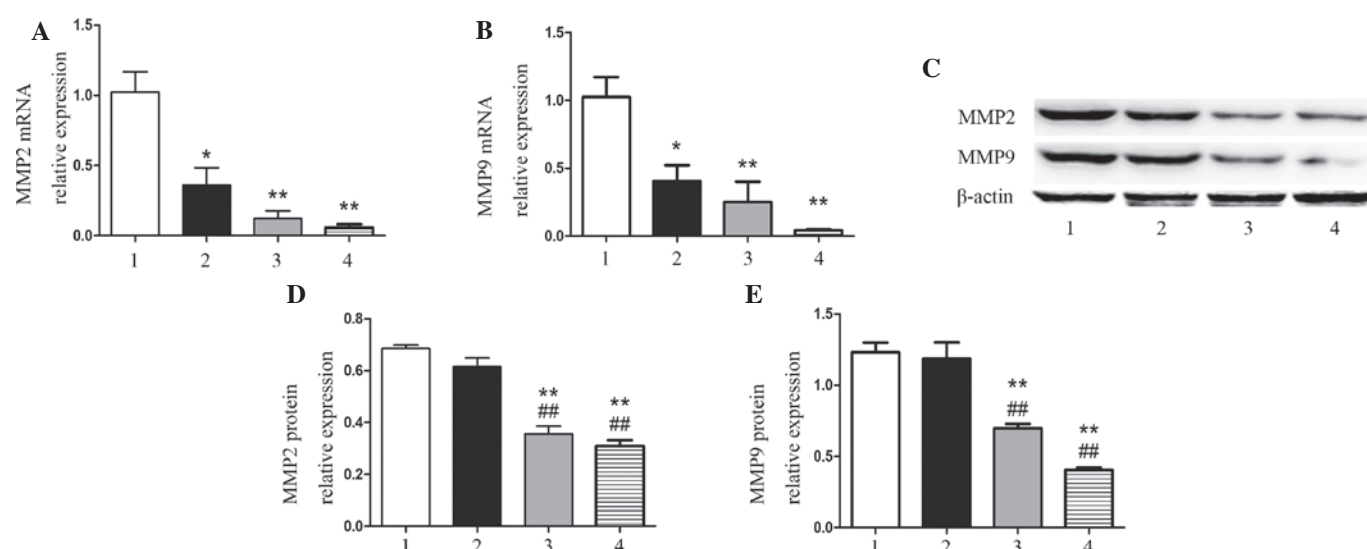 A
MMP2 mRNA
relative expression
1.5
1.0
0.5
0.0
*
**
**
1 2 3 4
B
MMP9 mRNA
relative expression
1.5
1.0
0.5
0.0
*
**
**
1 2 3 4
C
MMP2
MMP9
β-actin
1 2 3 4
D
MMP2 protein
relative expression
0.8
0.6
0.4
0.2
0.0
**
##
**
##
1 2 3 4
E
MMP9 protein
relative expression
1.5
1.0
0.5
0.0
**
##
**
##
1 2 3 4